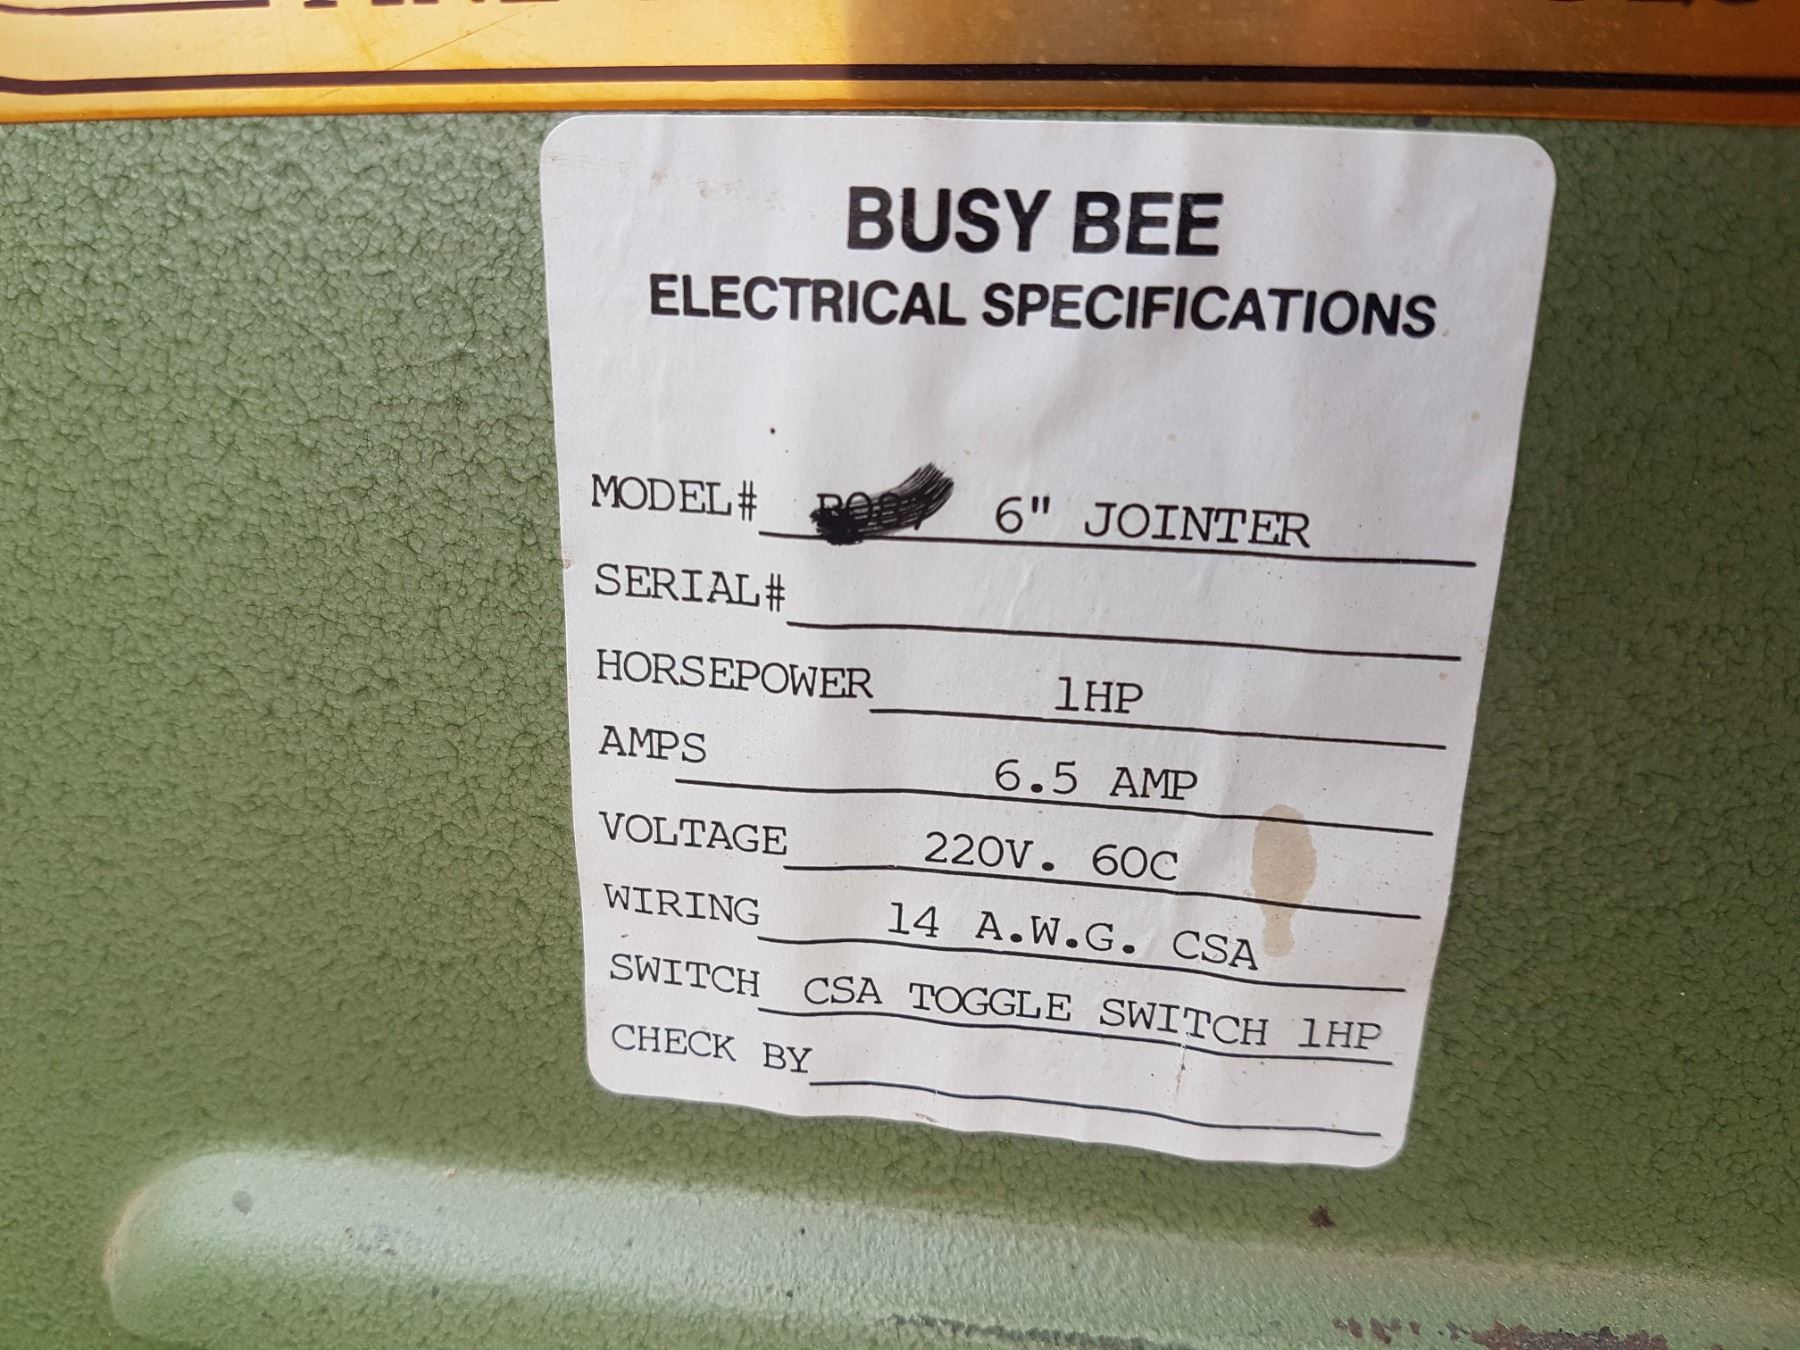 BUSY BEE
ELECTRICAL SPECIFICATIONS
MODEL# 6" JOINTER
SERIAL#
HORSEPOWER 1HP
AMPS 6.5 AMP
VOLTAGE 220V. 60C
WIRING 14 A.W.G. CSA
SWITCH CSA TOGGLE SWITCH 1HP
CHECK BY